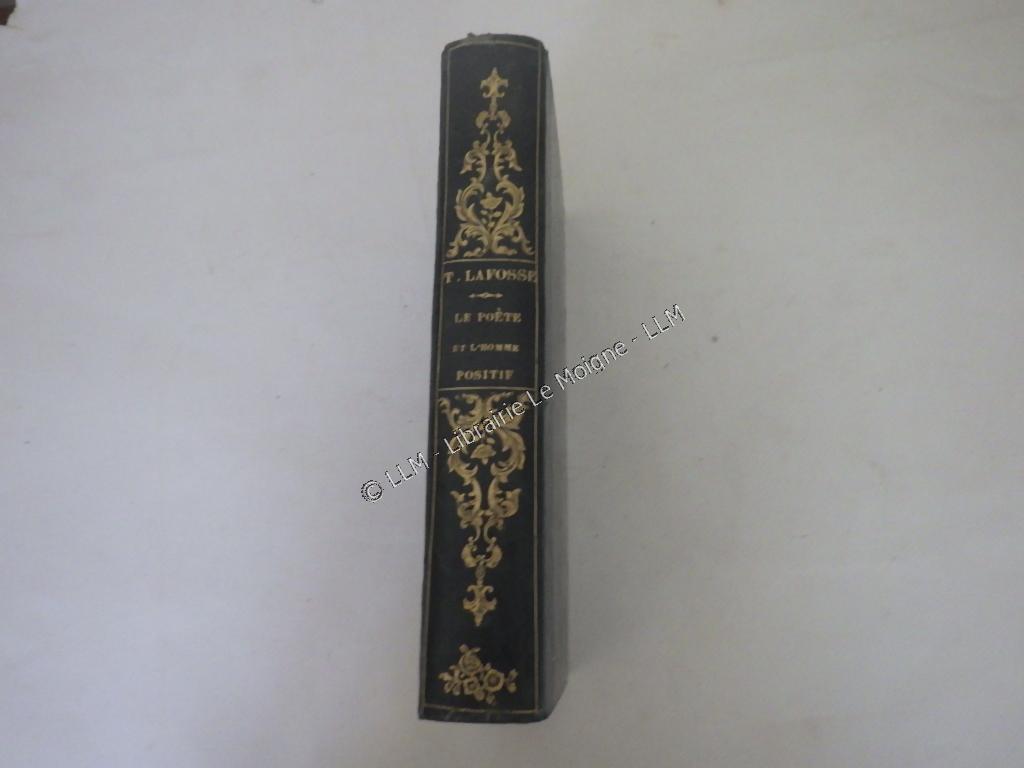 T. LAFOSSE
LE POÈTE
ET L'HOMME
POSITIF
© LLM - Librairie Le Moigne - LLM